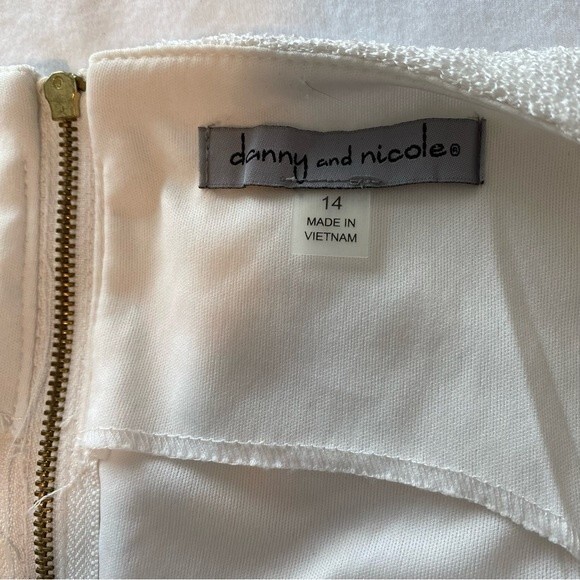 danny and nicole®
14
MADE IN
VIETNAM